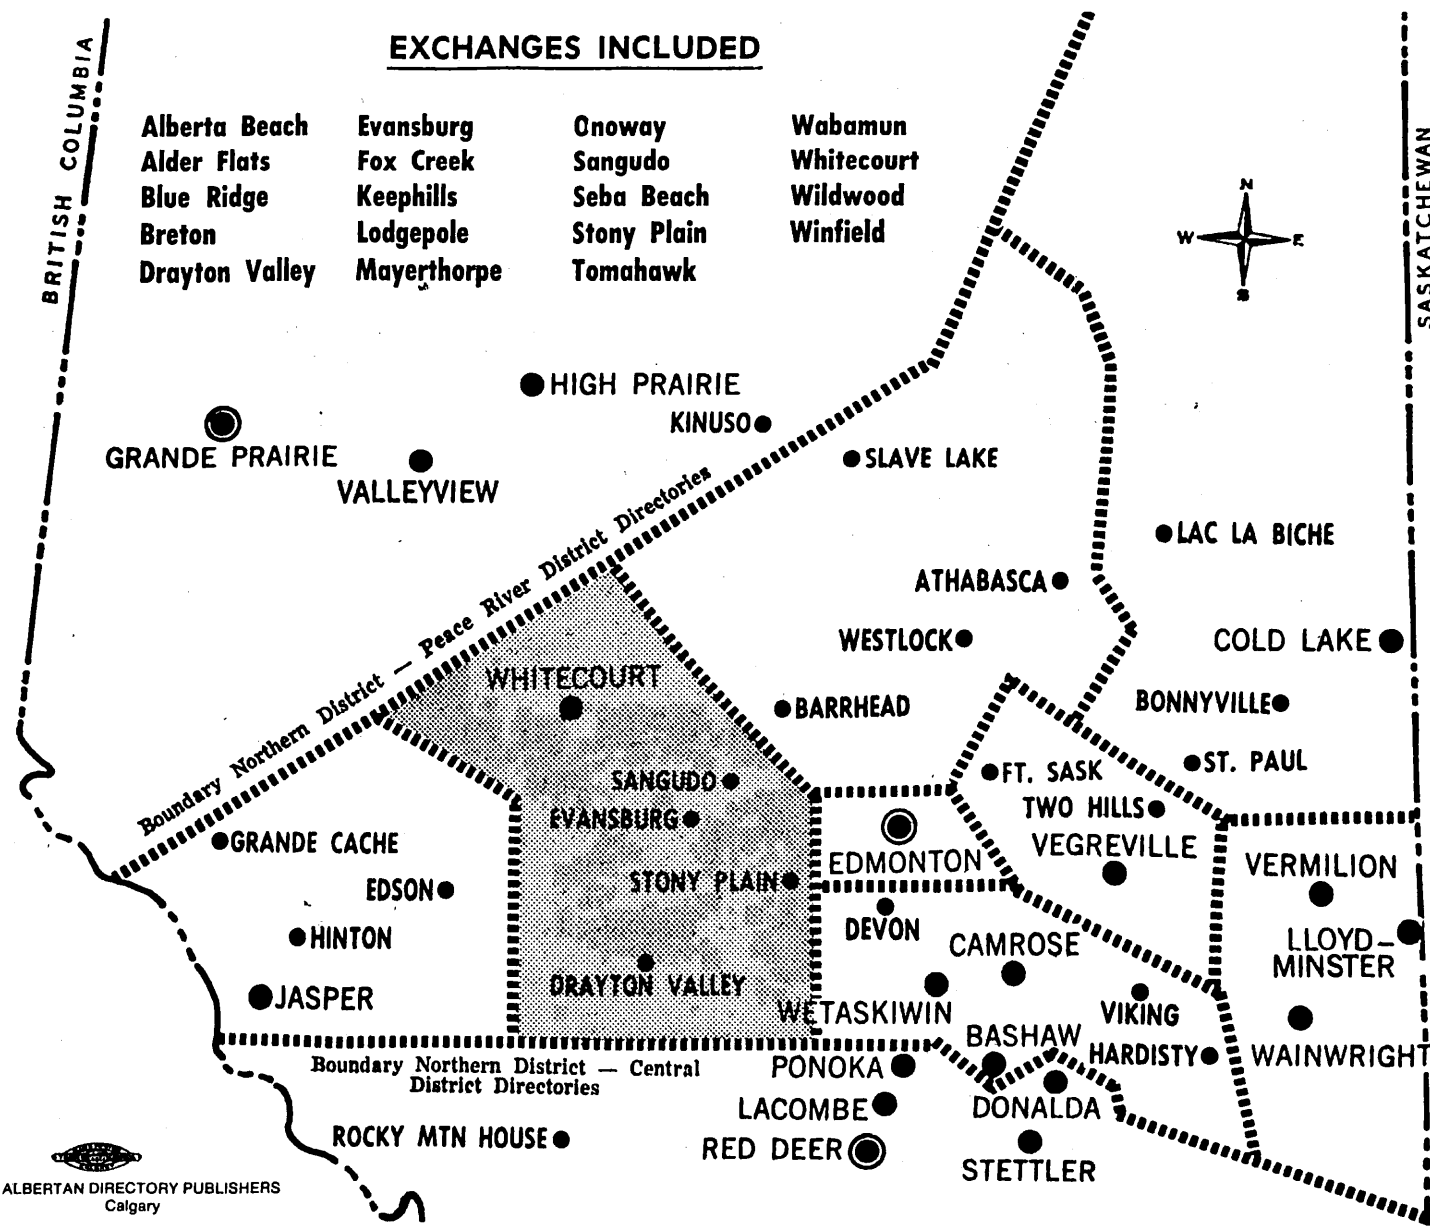 EXCHANGES INCLUDED
Alberta Beach Evansburg Onoway Wabamun
Alder Flats Fox Creek Sangudo Whitecourt
Blue Ridge Keephills Seba Beach Wildwood
Breton Lodgepole Stony Plain Winfield
Drayton Valley Mayerthorpe Tomahawk
BRITISH COLUMBIA
SASKATCHEWAN
N
W E
S
HIGH PRAIRIE
KINUSO
GRANDE PRAIRIE
SLAVE LAKE
VALLEYVIEW
Boundary Northern District — Peace River District Directories
LAC LA BICHE
ATHABASCA
WESTLOCK
COLD LAKE
WHITECOURT
BARRHEAD
BONNYVILLE
ST. PAUL
FT. SASK
SANGUDO
TWO HILLS
EVANSBURG
GRANDE CACHE
EDMONTON
VEGREVILLE
VERMILION
EDSON
STONY PLAIN
HINTON
DEVON
CAMROSE
LLOYD–
MINSTER
DRAYTON VALLEY
JASPER
WETASKIWIN
VIKING
BASHAW
HARDISTY
WAINWRIGHT
Boundary Northern District — Central
District Directories
PONOKA
LACOMBE
DONALDA
ROCKY MTN HOUSE
RED DEER
STETTLER
ALBERTAN DIRECTORY PUBLISHERS
Calgary